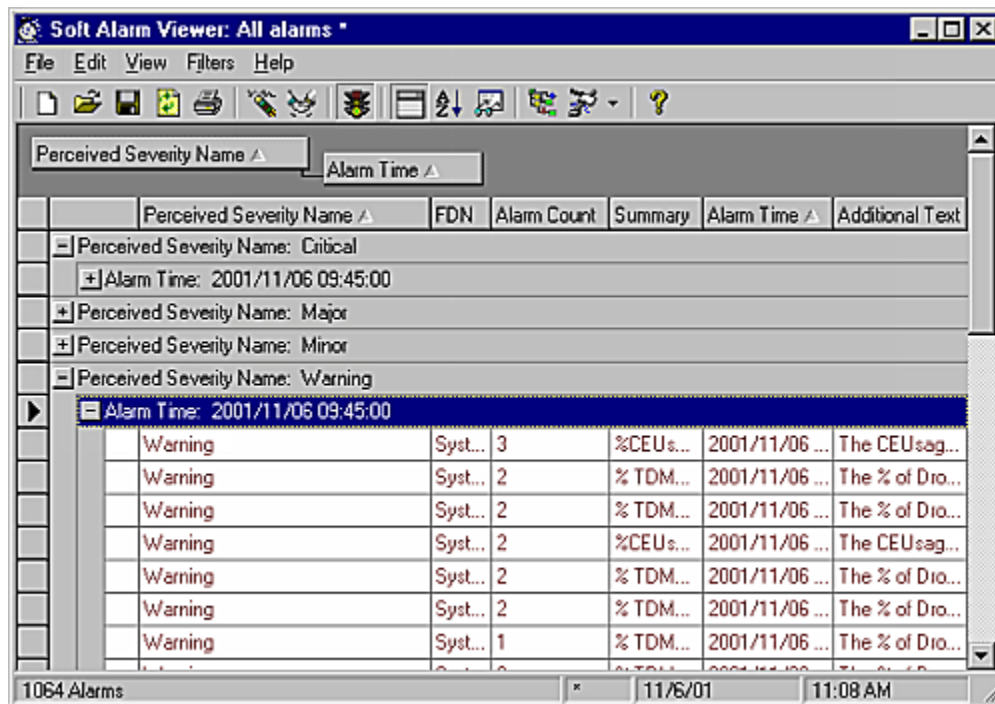 Soft Alarm Viewer: All alarms *
File Edit View Filters Help
Perceived Severity Name
Alarm Time
Perceived Severity Name FDN Alarm Count Summary Alarm Time Additional Text
Perceived Severity Name: Critical
Alarm Time: 2001/11/06 09:45:00
Perceived Severity Name: Major
Perceived Severity Name: Minor
Perceived Severity Name: Warning
Alarm Time: 2001/11/06 09:45:00
Warning Syst... 3 %CEUs... 2001/11/06 ... The CEUsag...
Warning Syst... 2 % TDM... 2001/11/06 ... The % of Dro...
Warning Syst... 2 % TDM... 2001/11/06 ... The % of Dro...
Warning Syst... 2 %CEUs... 2001/11/06 ... The CEUsag...
Warning Syst... 2 % TDM... 2001/11/06 ... The % of Dro...
Warning Syst... 2 % TDM... 2001/11/06 ... The % of Dro...
Warning Syst... 1 % TDM... 2001/11/06 ... The % of Dro...
1064 Alarms * 11/6/01 11:08 AM